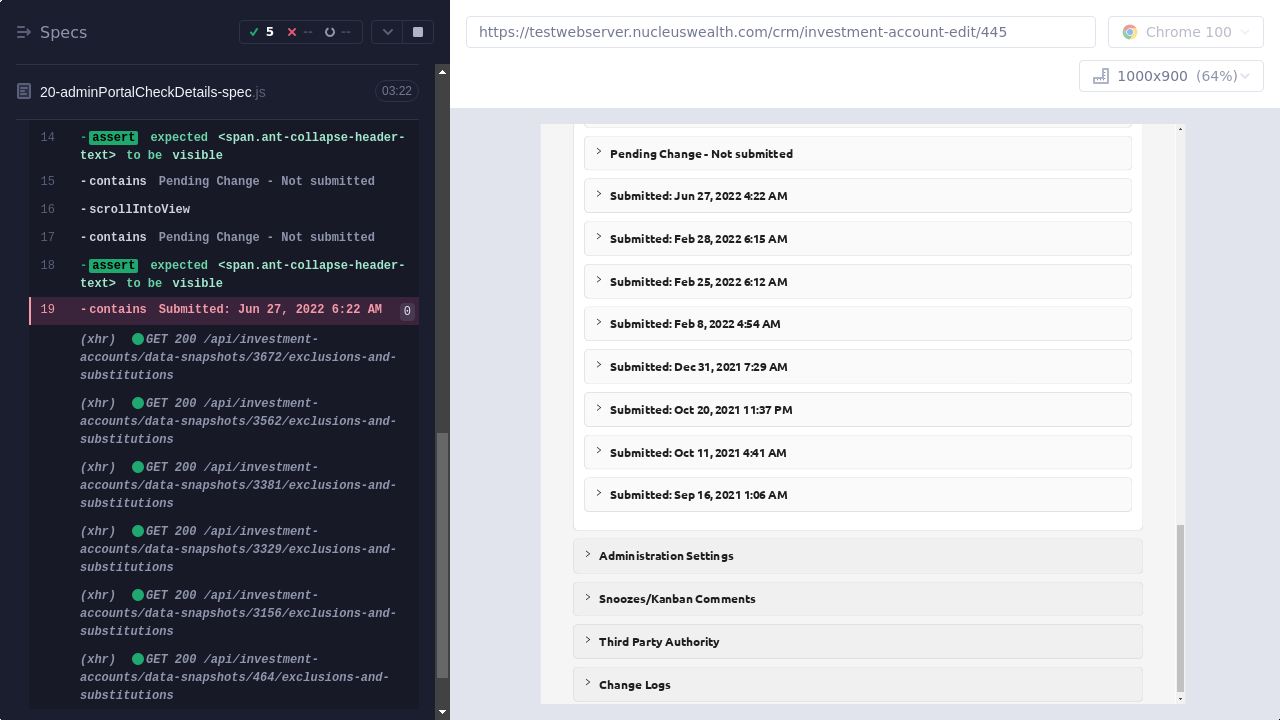 Specs
5
--
--
https://testwebserver.nucleuswealth.com/crm/investment-account-edit/445
Chrome 100
1000x900 (64%)
20-adminPortalCheckDetails-spec.js
03:22
14 -assert expected <span.ant-collapse-header-
text> to be visible
15 -contains Pending Change - Not submitted
16 -scrollIntoView
17 -contains Pending Change - Not submitted
18 -assert expected <span.ant-collapse-header-
text> to be visible
19 -contains Submitted: Jun 27, 2022 6:22 AM 0
(xhr) GET 200 /api/investment-
accounts/data-snapshots/3672/exclusions-and-
substitutions
(xhr) GET 200 /api/investment-
accounts/data-snapshots/3562/exclusions-and-
substitutions
(xhr) GET 200 /api/investment-
accounts/data-snapshots/3381/exclusions-and-
substitutions
(xhr) GET 200 /api/investment-
accounts/data-snapshots/3329/exclusions-and-
substitutions
(xhr) GET 200 /api/investment-
accounts/data-snapshots/3156/exclusions-and-
substitutions
(xhr) GET 200 /api/investment-
accounts/data-snapshots/464/exclusions-and-
substitutions
Pending Change - Not submitted
Submitted: Jun 27, 2022 4:22 AM
Submitted: Feb 28, 2022 6:15 AM
Submitted: Feb 25, 2022 6:12 AM
Submitted: Feb 8, 2022 4:54 AM
Submitted: Dec 31, 2021 7:29 AM
Submitted: Oct 20, 2021 11:37 PM
Submitted: Oct 11, 2021 4:41 AM
Submitted: Sep 16, 2021 1:06 AM
Administration Settings
Snoozes/Kanban Comments
Third Party Authority
Change Logs